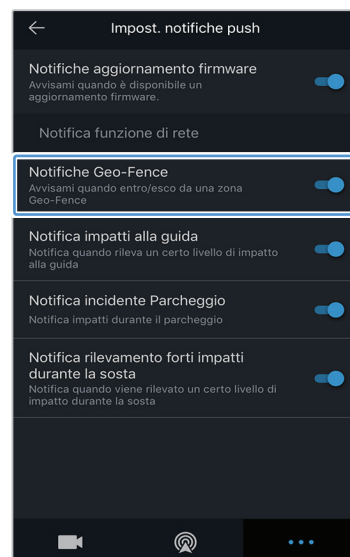 Impost. notifiche push
Notifiche aggiornamento firmware
Avvisami quando è disponibile un
aggiornamento firmware.
Notifica funzione di rete
Notifiche Geo-Fence
Avvisami quando entro/esco da una zona
Geo-Fence
Notifica impatti alla guida
Notifica quando rileva un certo livello di impatto
alla guida
Notifica incidente Parcheggio
Notifica impatti durante il parcheggio
Notifica rilevamento forti impatti
durante la sosta
Notifica quando viene rilevato un certo livello di
impatto durante la sosta